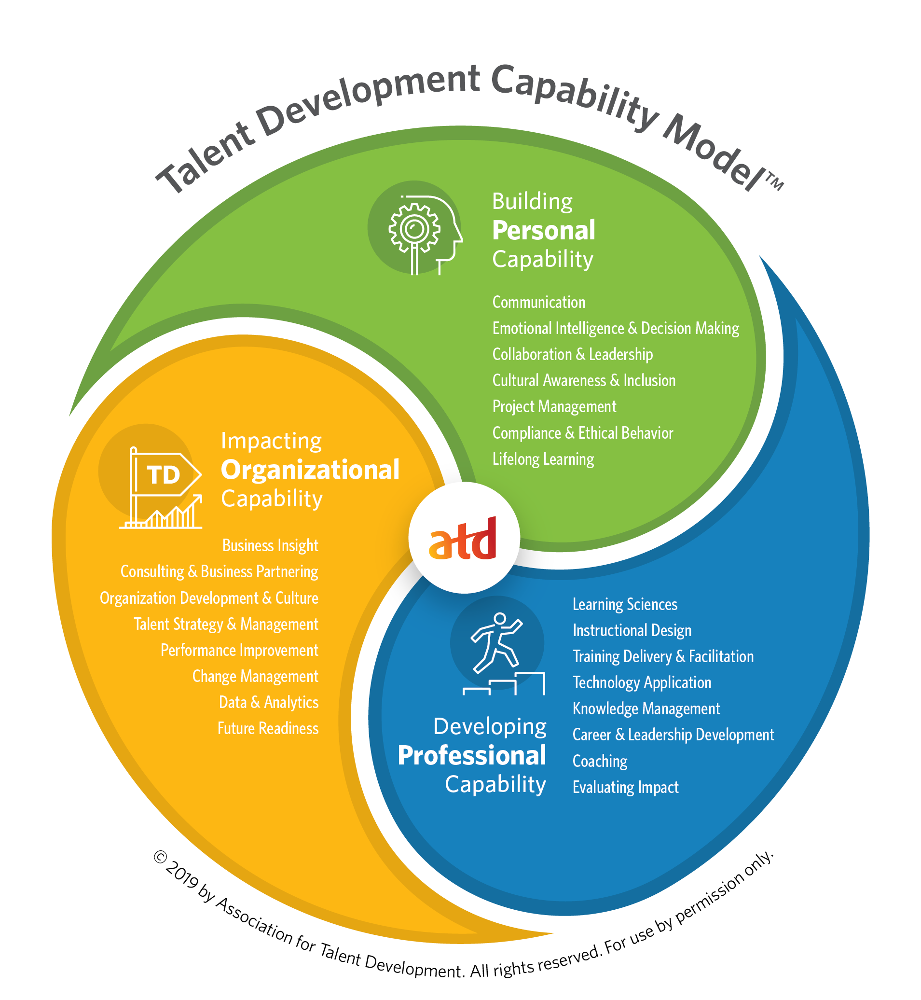 Talent Development Capability Model™
Building
Personal
Capability
Communication
Emotional Intelligence & Decision Making
Collaboration & Leadership
Cultural Awareness & Inclusion
Project Management
Compliance & Ethical Behavior
Lifelong Learning
TD
Impacting
Organizational
Capability
Business Insight
Consulting & Business Partnering
Organization Development & Culture
Talent Strategy & Management
Performance Improvement
Change Management
Data & Analytics
Future Readiness
atd
Developing
Professional
Capability
Learning Sciences
Instructional Design
Training Delivery & Facilitation
Technology Application
Knowledge Management
Career & Leadership Development
Coaching
Evaluating Impact
© 2019 by Association for Talent Development. All rights reserved. For use by permission only.